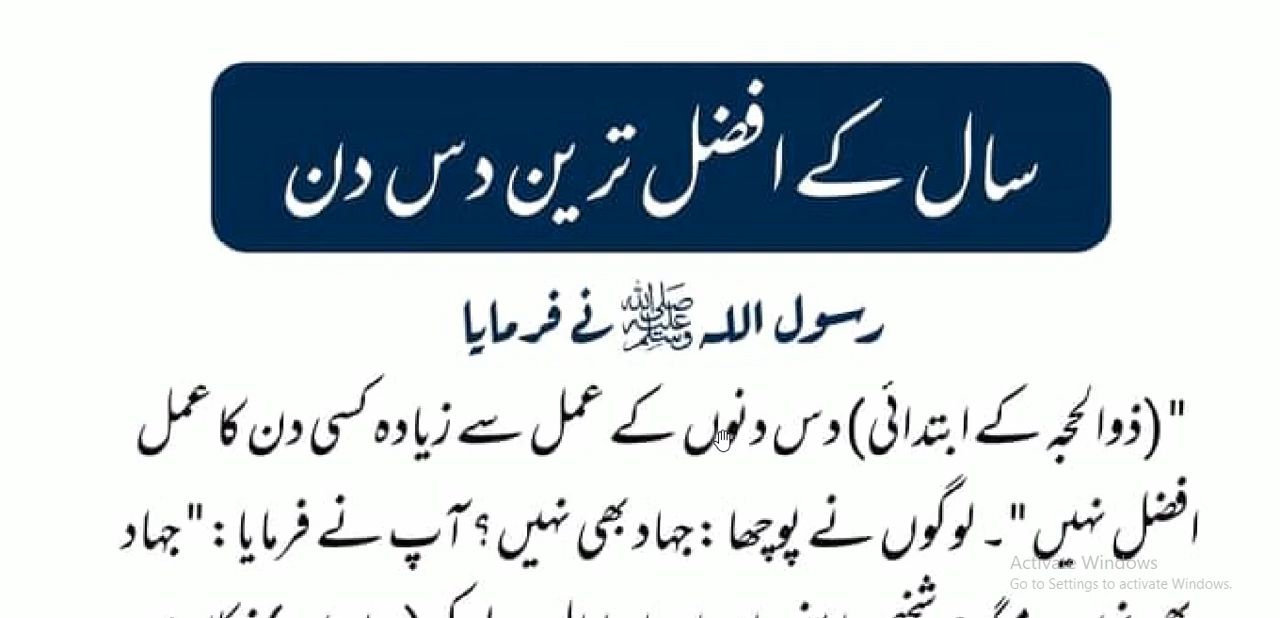 سال کے افضل ترین دس دن
رسول اللہ ﷺ نے فرمایا
"(ذوالحجہ کے ابتدائی) دس دنوں کے عمل سے زیادہ کسی دن کا عمل
افضل نہیں"۔ لوگوں نے پوچھا: جہاد بھی نہیں؟ آپ نے فرمایا: "جہاد
Activate Windows
Go to Settings to activate Windows.